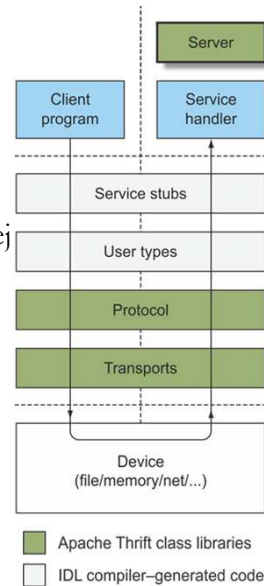 Server
Client
program
Service
handler
Service stubs
ej
User types
Protocol
Transports
Device
(file/memory/net/...)
Apache Thrift class libraries
IDL compiler–generated code